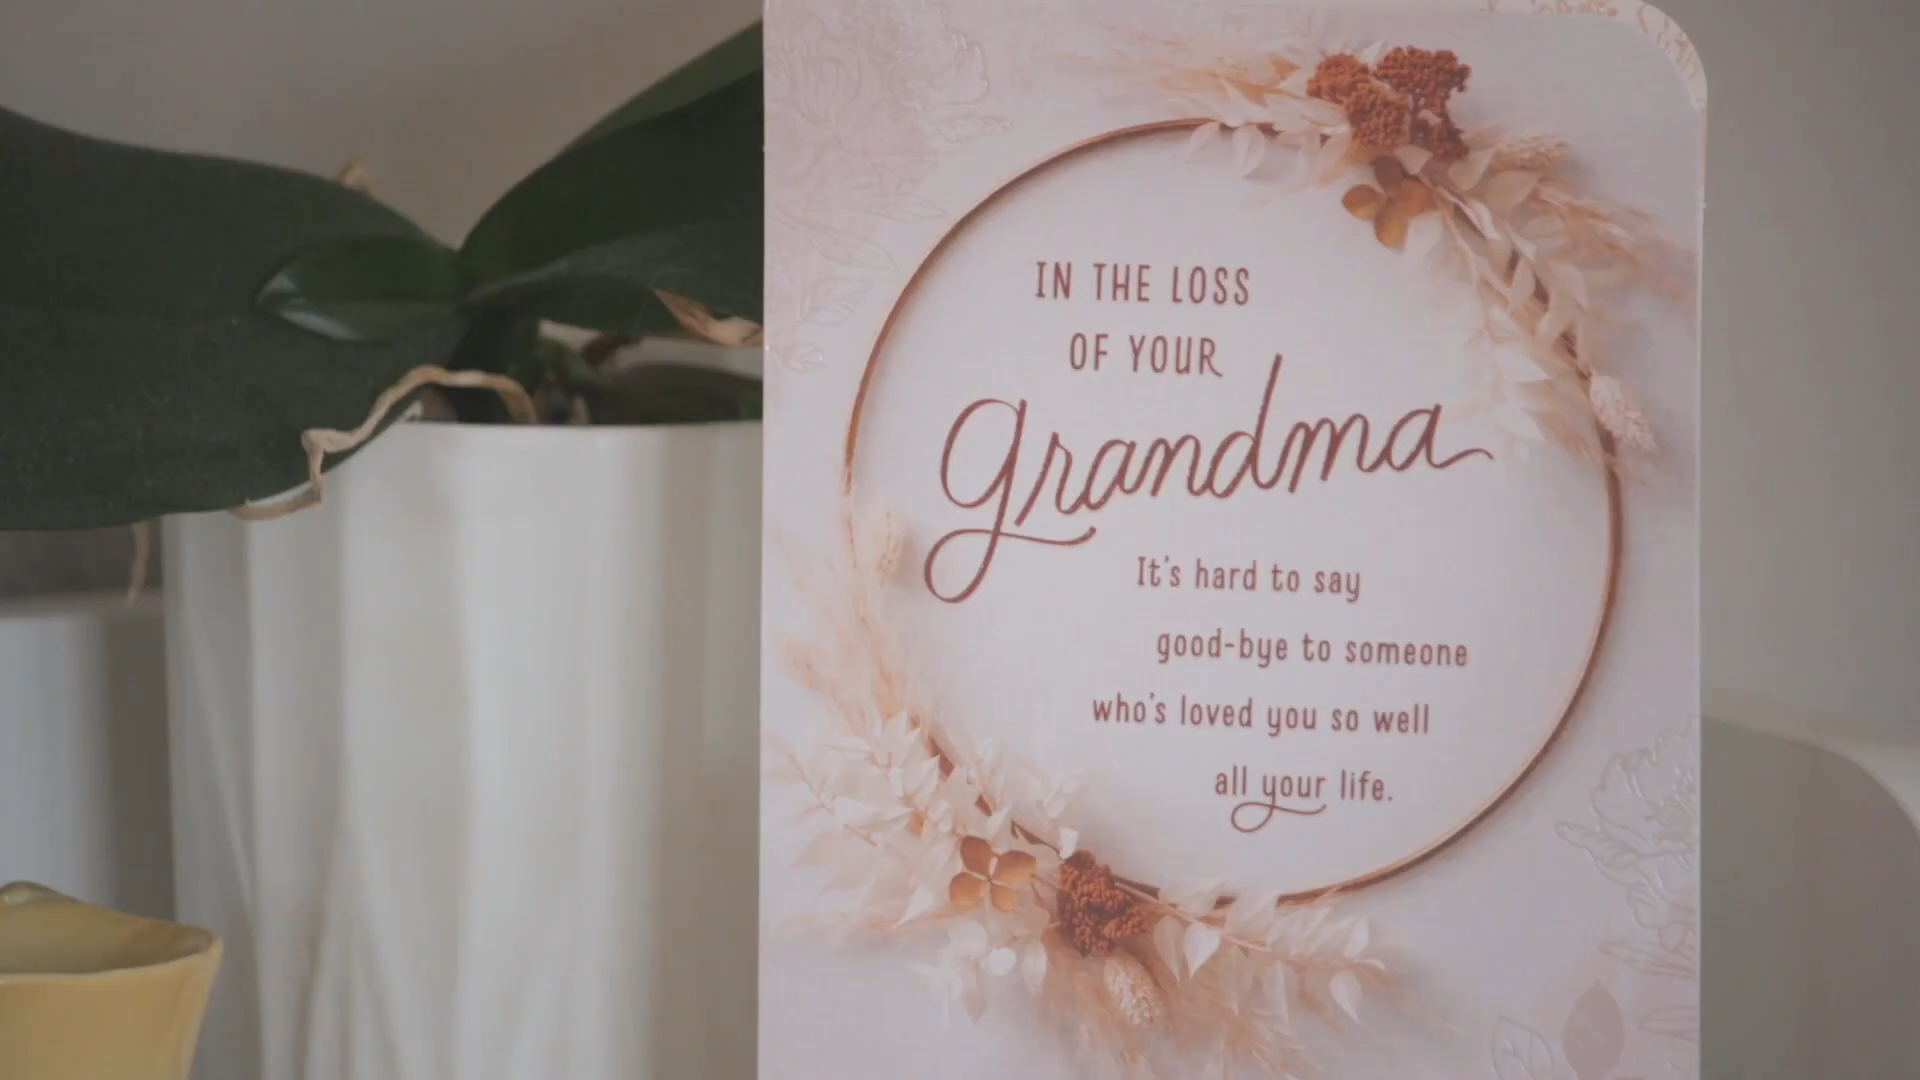 IN THE LOSS
OF YOUR
Grandma
It's hard to say
good-bye to someone
who's loved you so well
all your life.